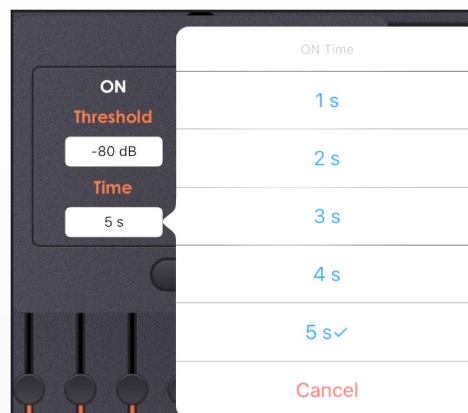 ON
Threshold
-80 dB
Time
5 s
ON Time
1 s
2 s
3 s
4 s
5 s✓
Cancel